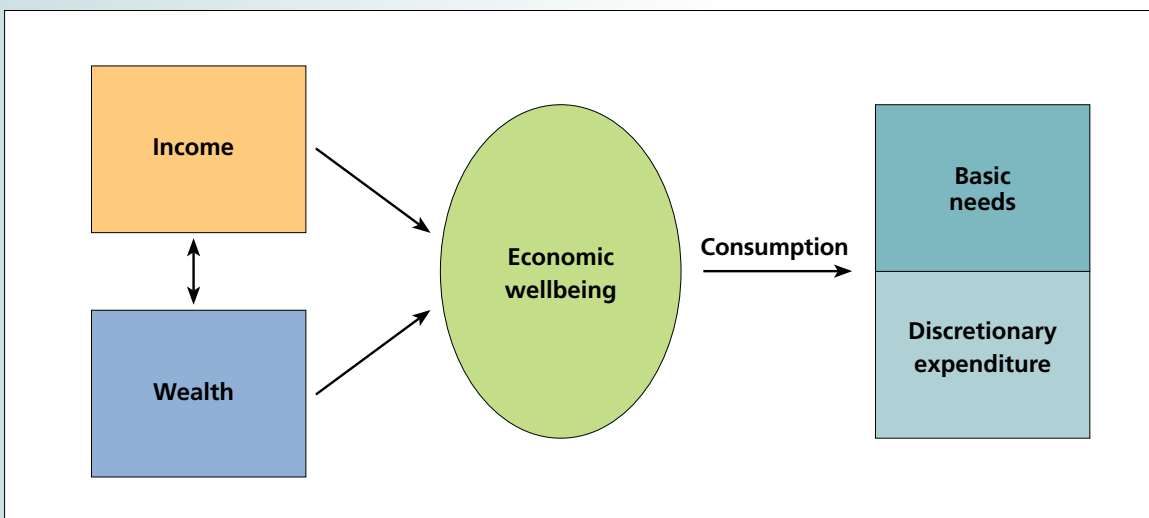 Income
Wealth
Economic
wellbeing
Consumption
Basic
needs
Discretionary
expenditure